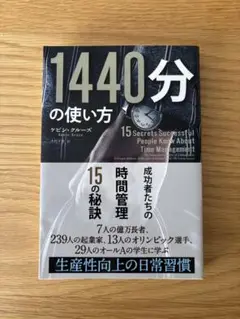 1440分
の使い方
ケビン・クルーズ
Kevin Kruse
15 Secrets Successful
People Know About
Time Management
成功者たちの
時間管理
15の秘訣
7人の億万長者、
239人の起業家、13人のオリンピック選手、
29人のオールAの学生に学ぶ
生産性向上の日常習慣